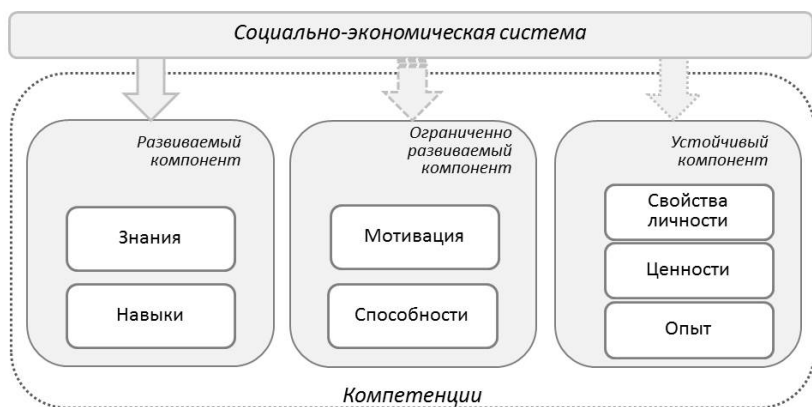 Социально-экономическая система
Развиваемый
компонент
Знания
Навыки
Ограниченно
развиваемый
компонент
Мотивация
Способности
Устойчивый
компонент
Свойства
личности
Ценности
Опыт
Компетенции